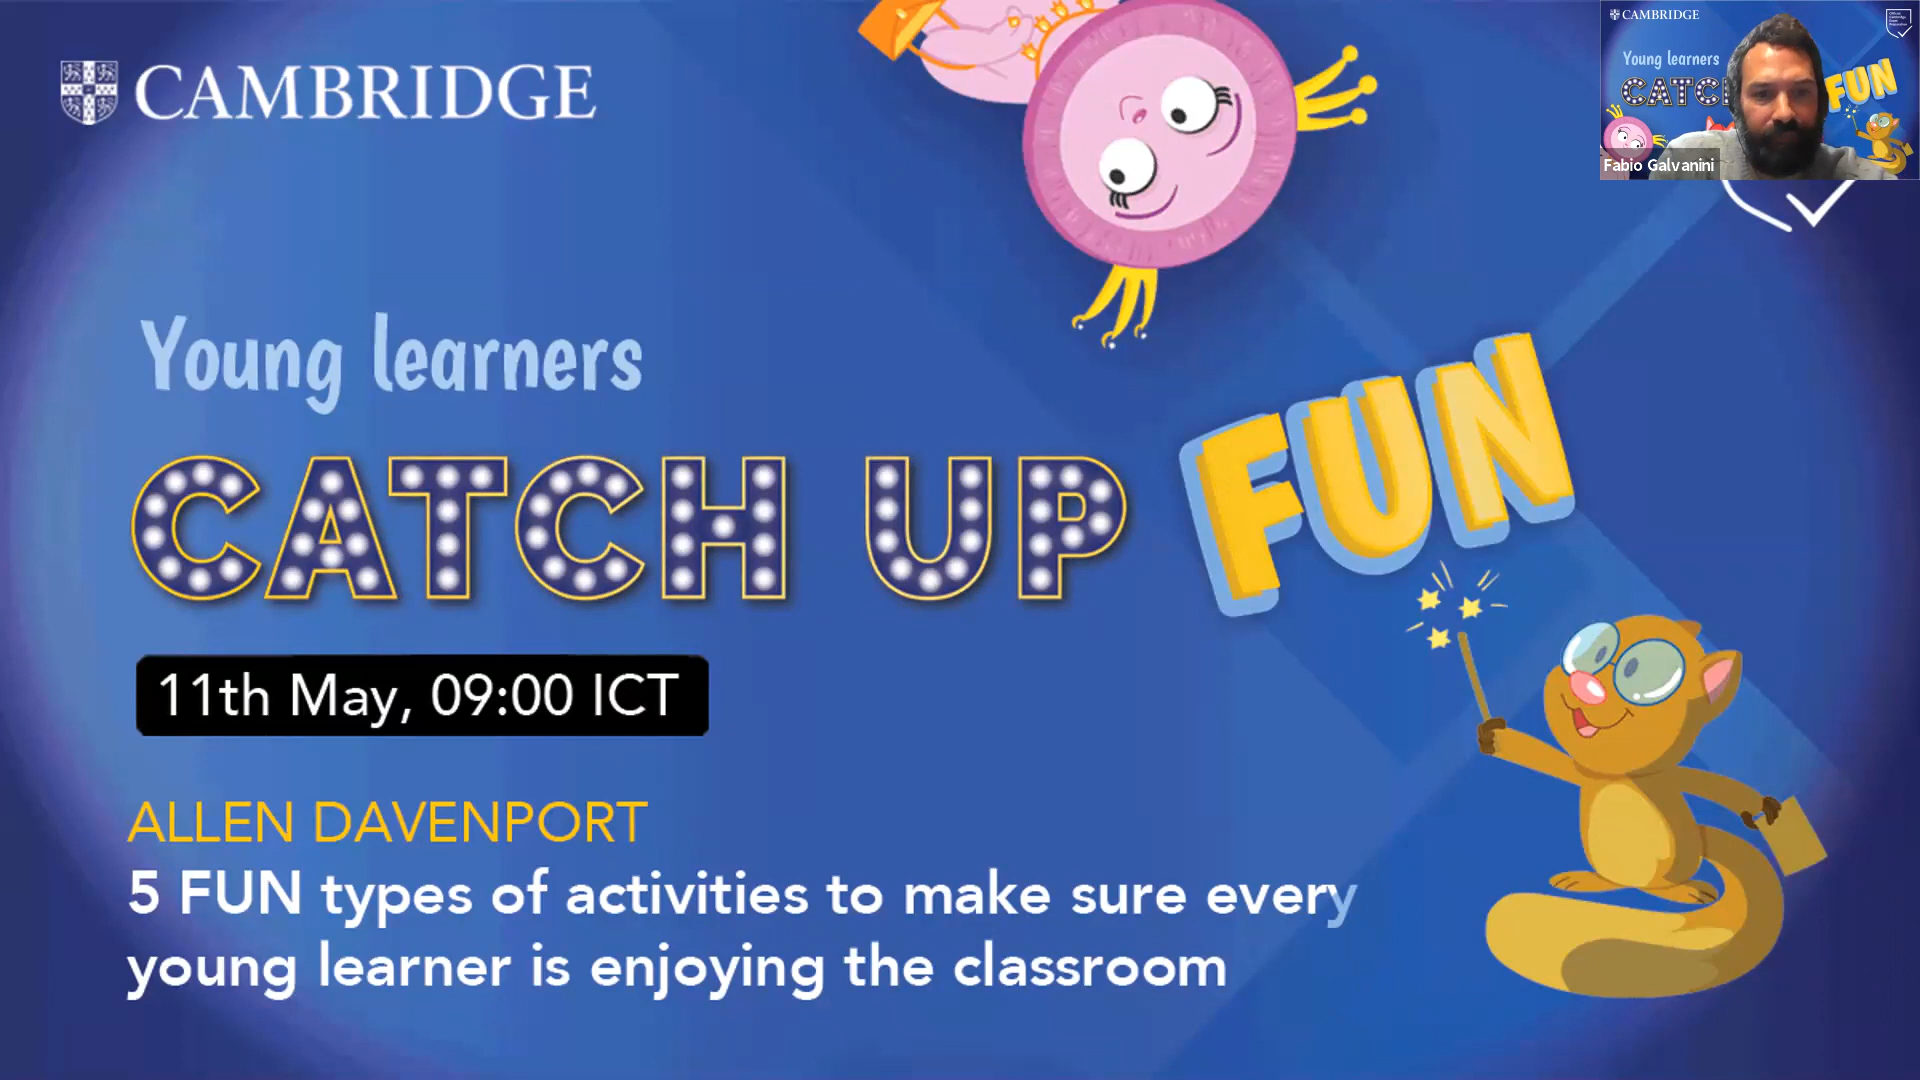 CAMBRIDGE
Young learners
CATCH UP FUN
11th May, 09:00 ICT
ALLEN DAVENPORT
5 FUN types of activities to make sure every
young learner is enjoying the classroom
CAMBRIDGE
Young learners
CATCH
FUN
Fabio Galvanini